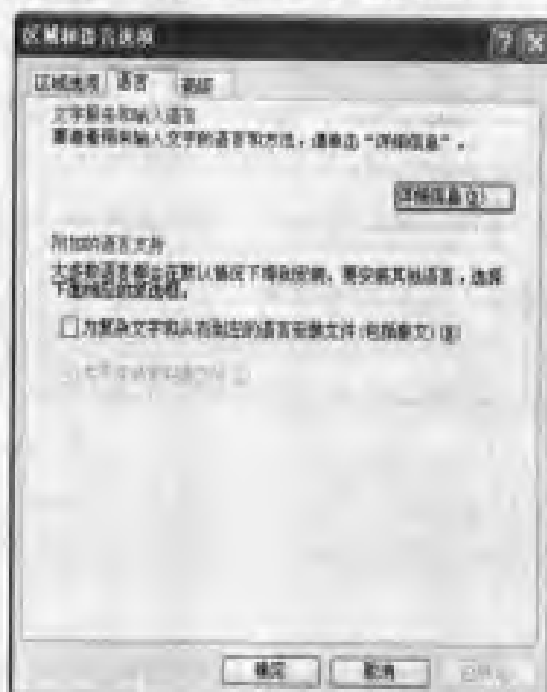 区域和语言选项
区域选项 语言 高级
文字服务和输入语言
要查看或更改输入文字的语言和方法，请单击“详细信息”。
详细信息(D)...
附加的语言支持
大多数语言都会在默认情况下得到安装。要安装其他语言，选择
下面相应的复选框。
为复杂文字和从右到左的语言安装文件(包括泰文)(S)
确定 取消